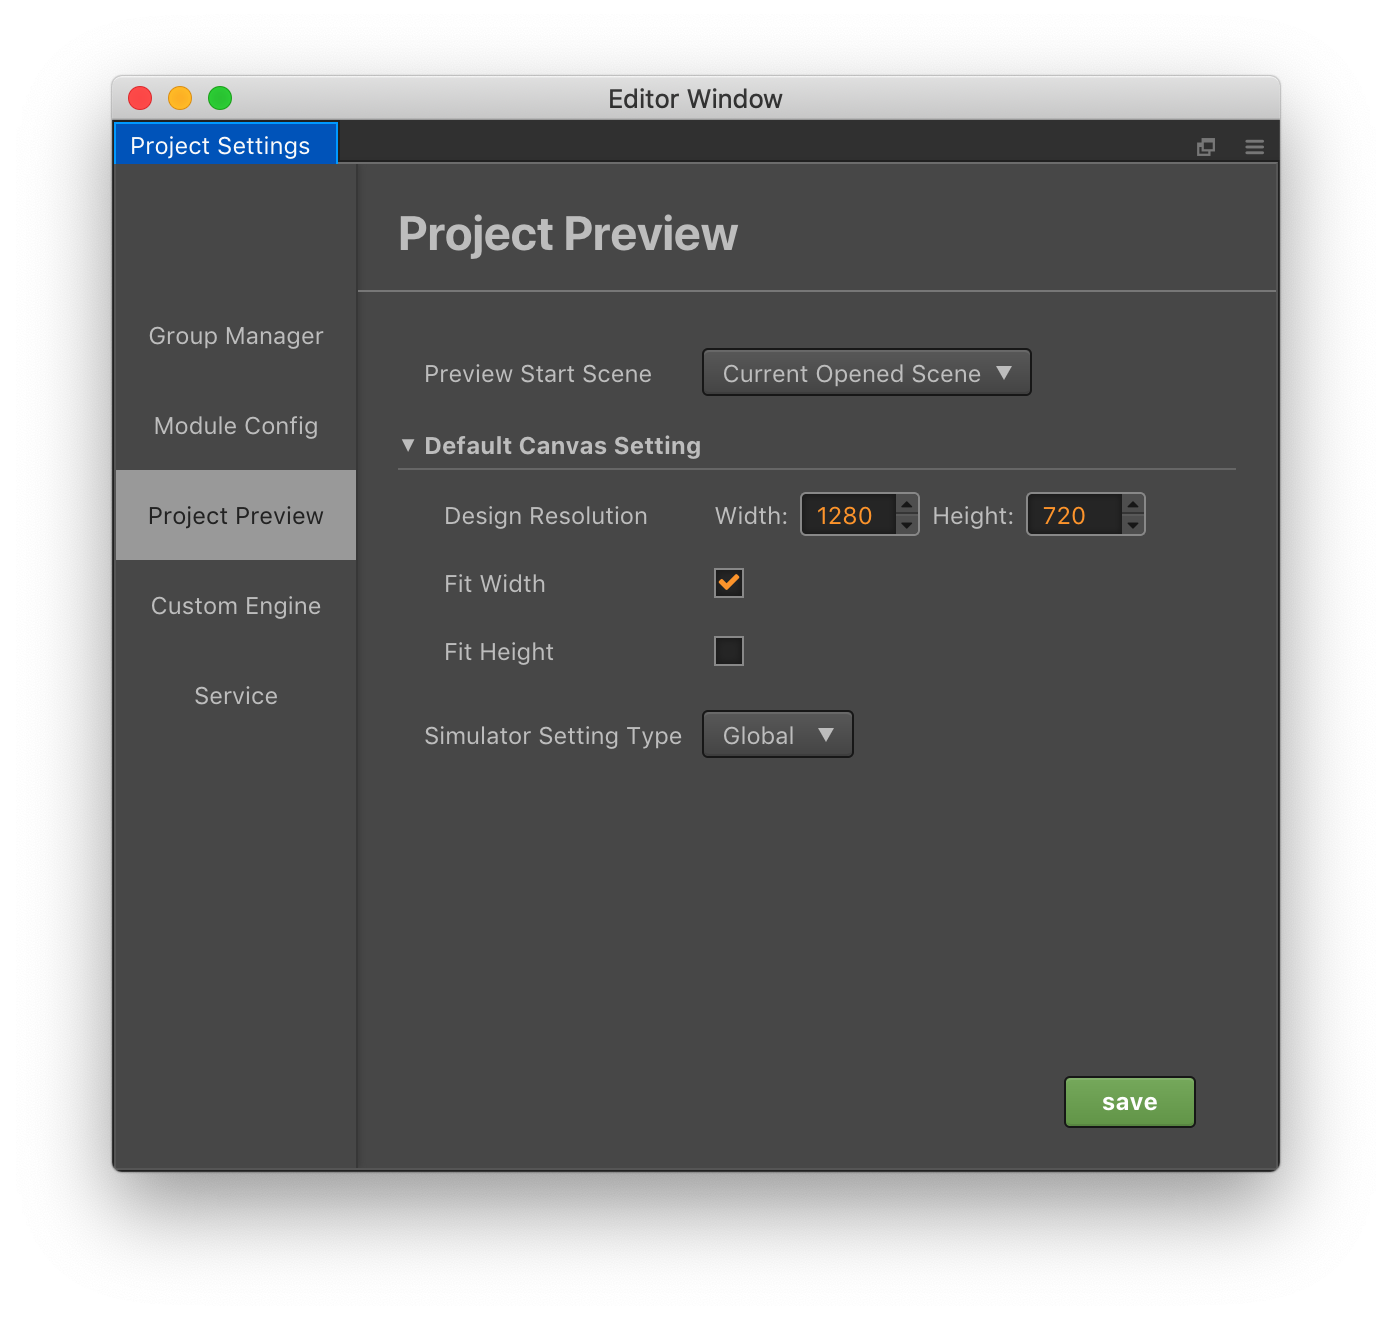 Editor Window
Project Settings
Project Preview
Group Manager
Module Config
Project Preview
Custom Engine
Service
Preview Start Scene Current Opened Scene
Default Canvas Setting
Design Resolution Width: 1280 Height: 720
Fit Width
Fit Height
Simulator Setting Type Global
save